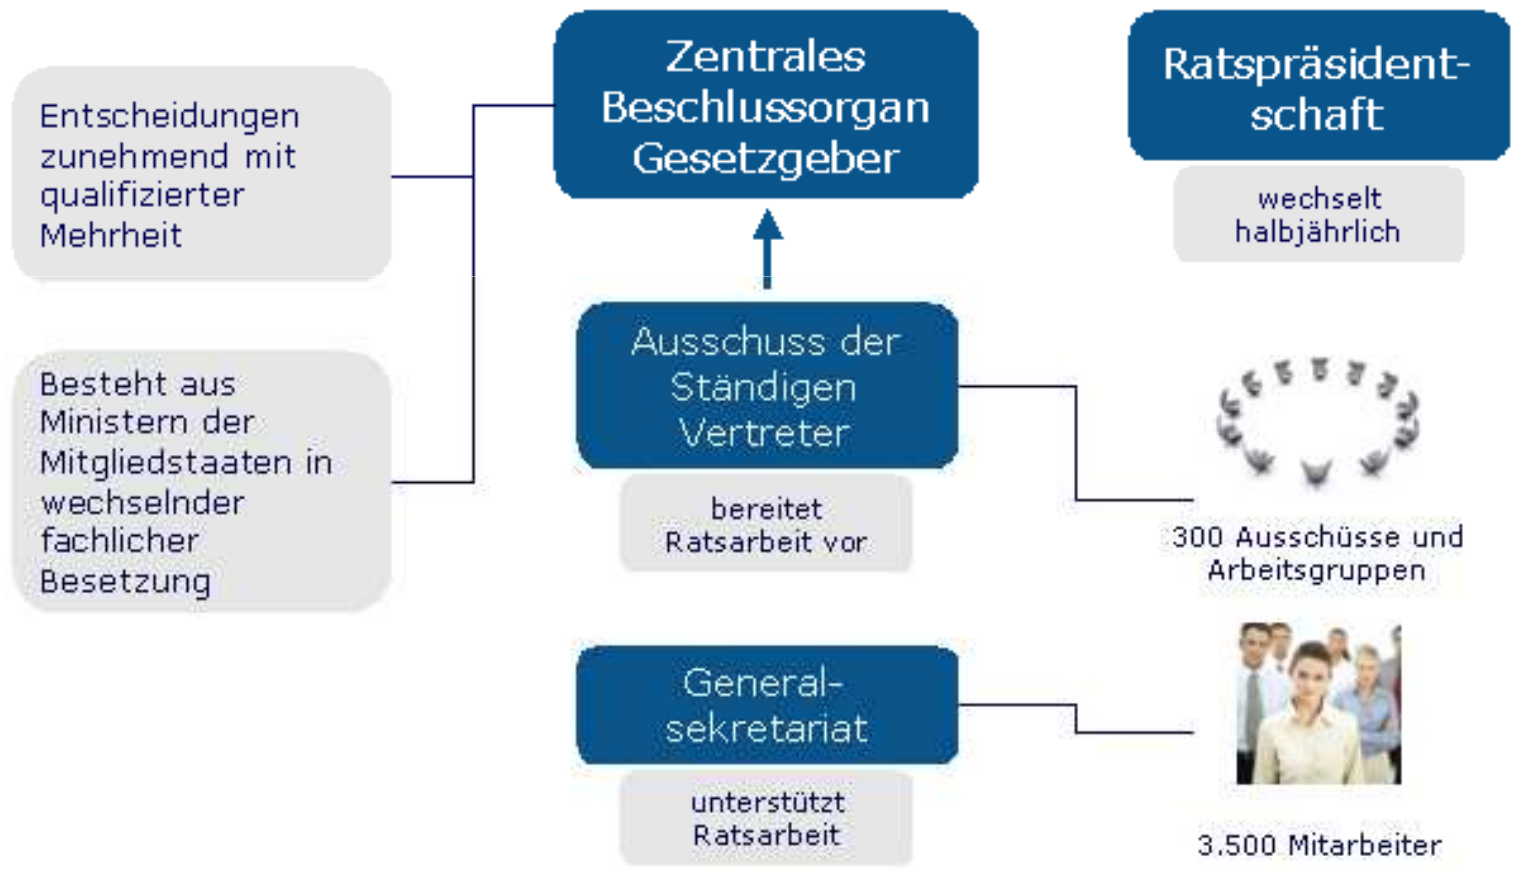 Zentrales
Beschlussorgan
Gesetzgeber
Ratspräsident-
schaft
wechselt
halbjährlich
Entscheidungen
zunehmend mit
qualifizierter
Mehrheit
Besteht aus
Ministern der
Mitgliedstaaten in
wechselnder
fachlicher
Besetzung
Ausschuss der
Ständigen
Vertreter
bereitet
Ratsarbeit vor
300 Ausschüsse und
Arbeitsgruppen
General-
sekretariat
unterstützt
Ratsarbeit
3.500 Mitarbeiter